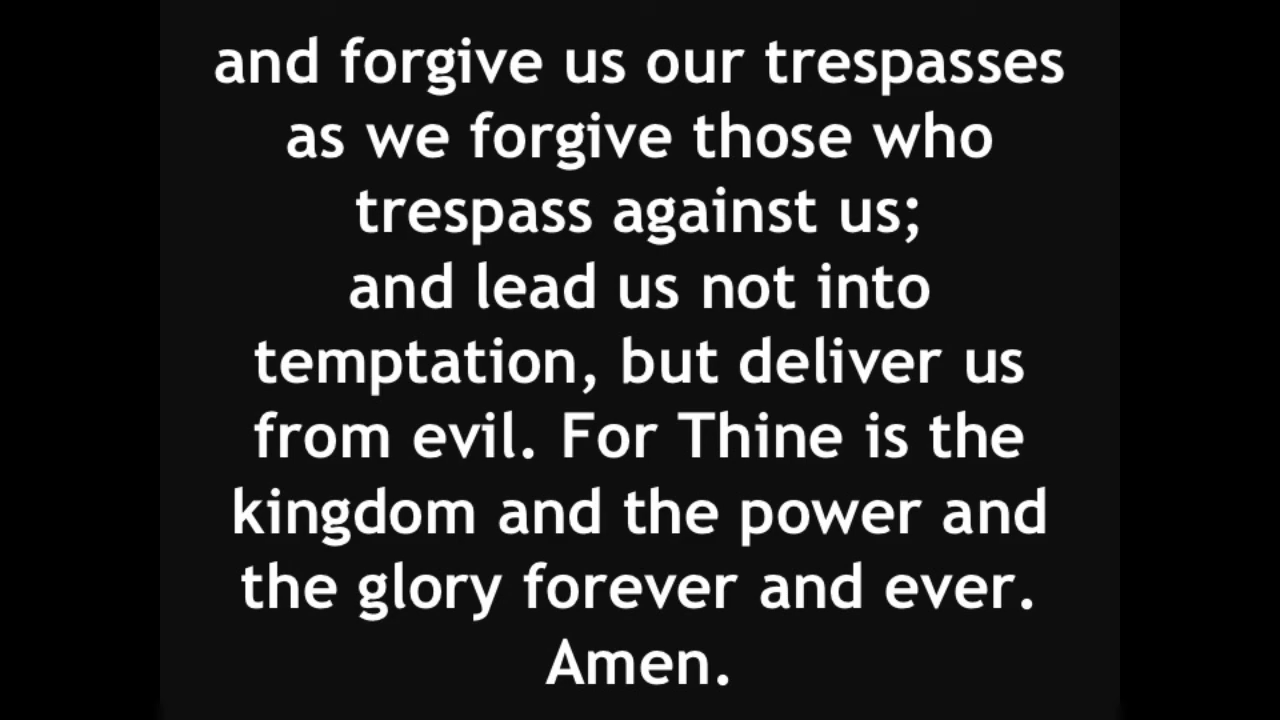 and forgive us our trespasses
as we forgive those who
trespass against us;
and lead us not into
temptation, but deliver us
from evil. For Thine is the
kingdom and the power and
the glory forever and ever.
Amen.